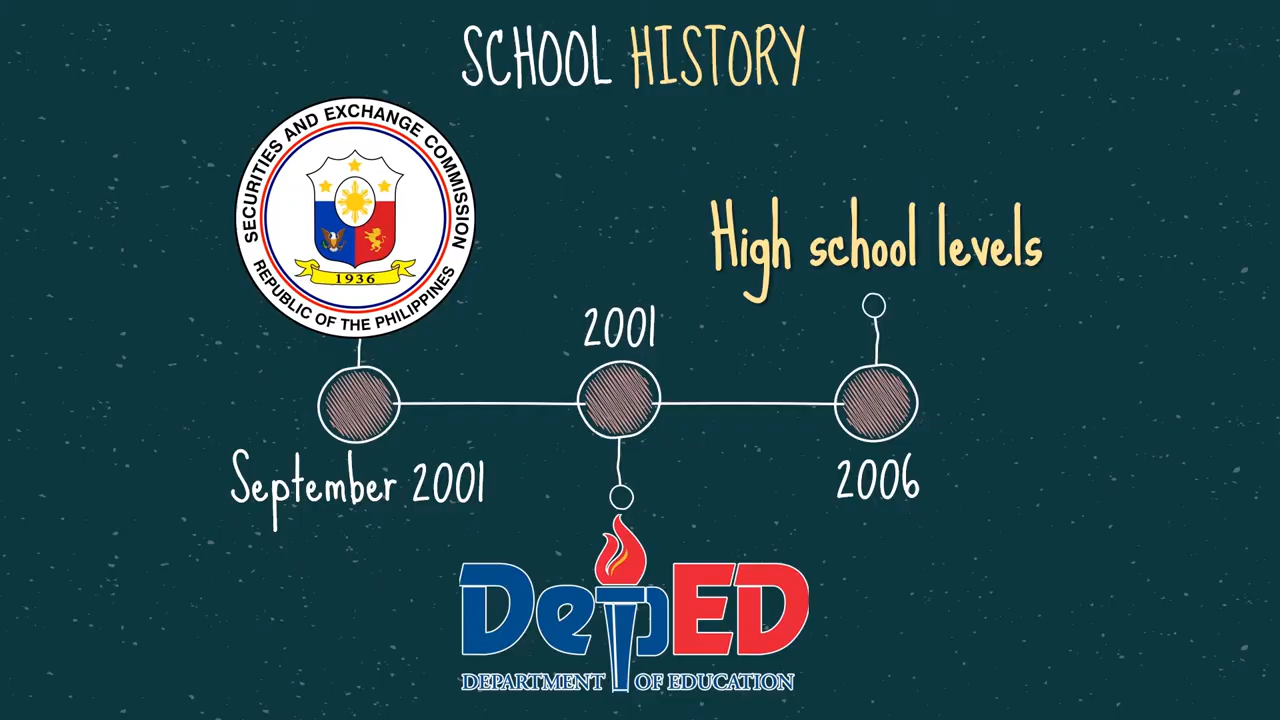 SCHOOL HISTORY
SECURITIES AND EXCHANGE COMMISSION
1936
REPUBLIC OF THE PHILIPPINES
High school levels
2001
September 2001
2006
DepED
DEPARTMENT OF EDUCATION